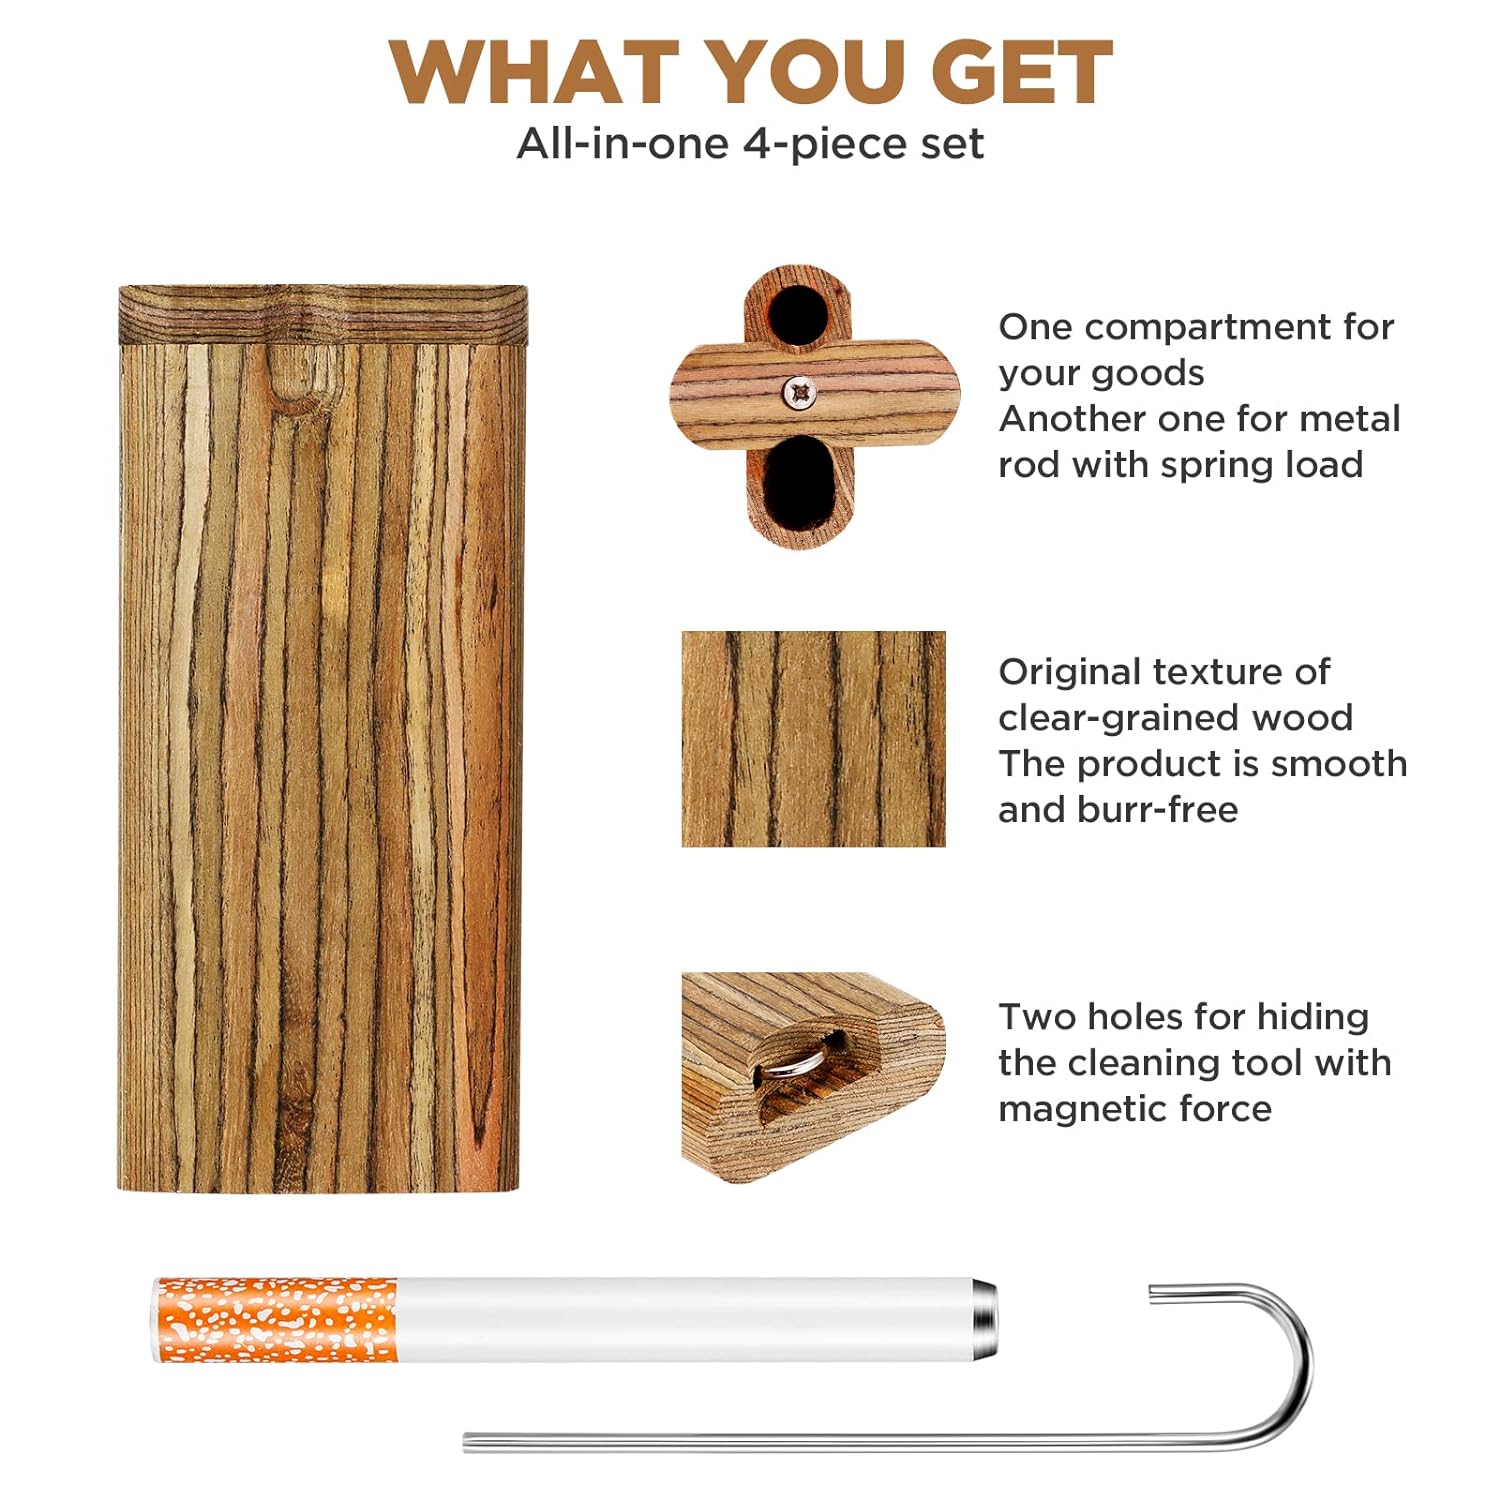 WHAT YOU GET
All-in-one 4-piece set
One compartment for
your goods
Another one for metal
rod with spring load
Original texture of
clear-grained wood
The product is smooth
and burr-free
Two holes for hiding
the cleaning tool with
magnetic force